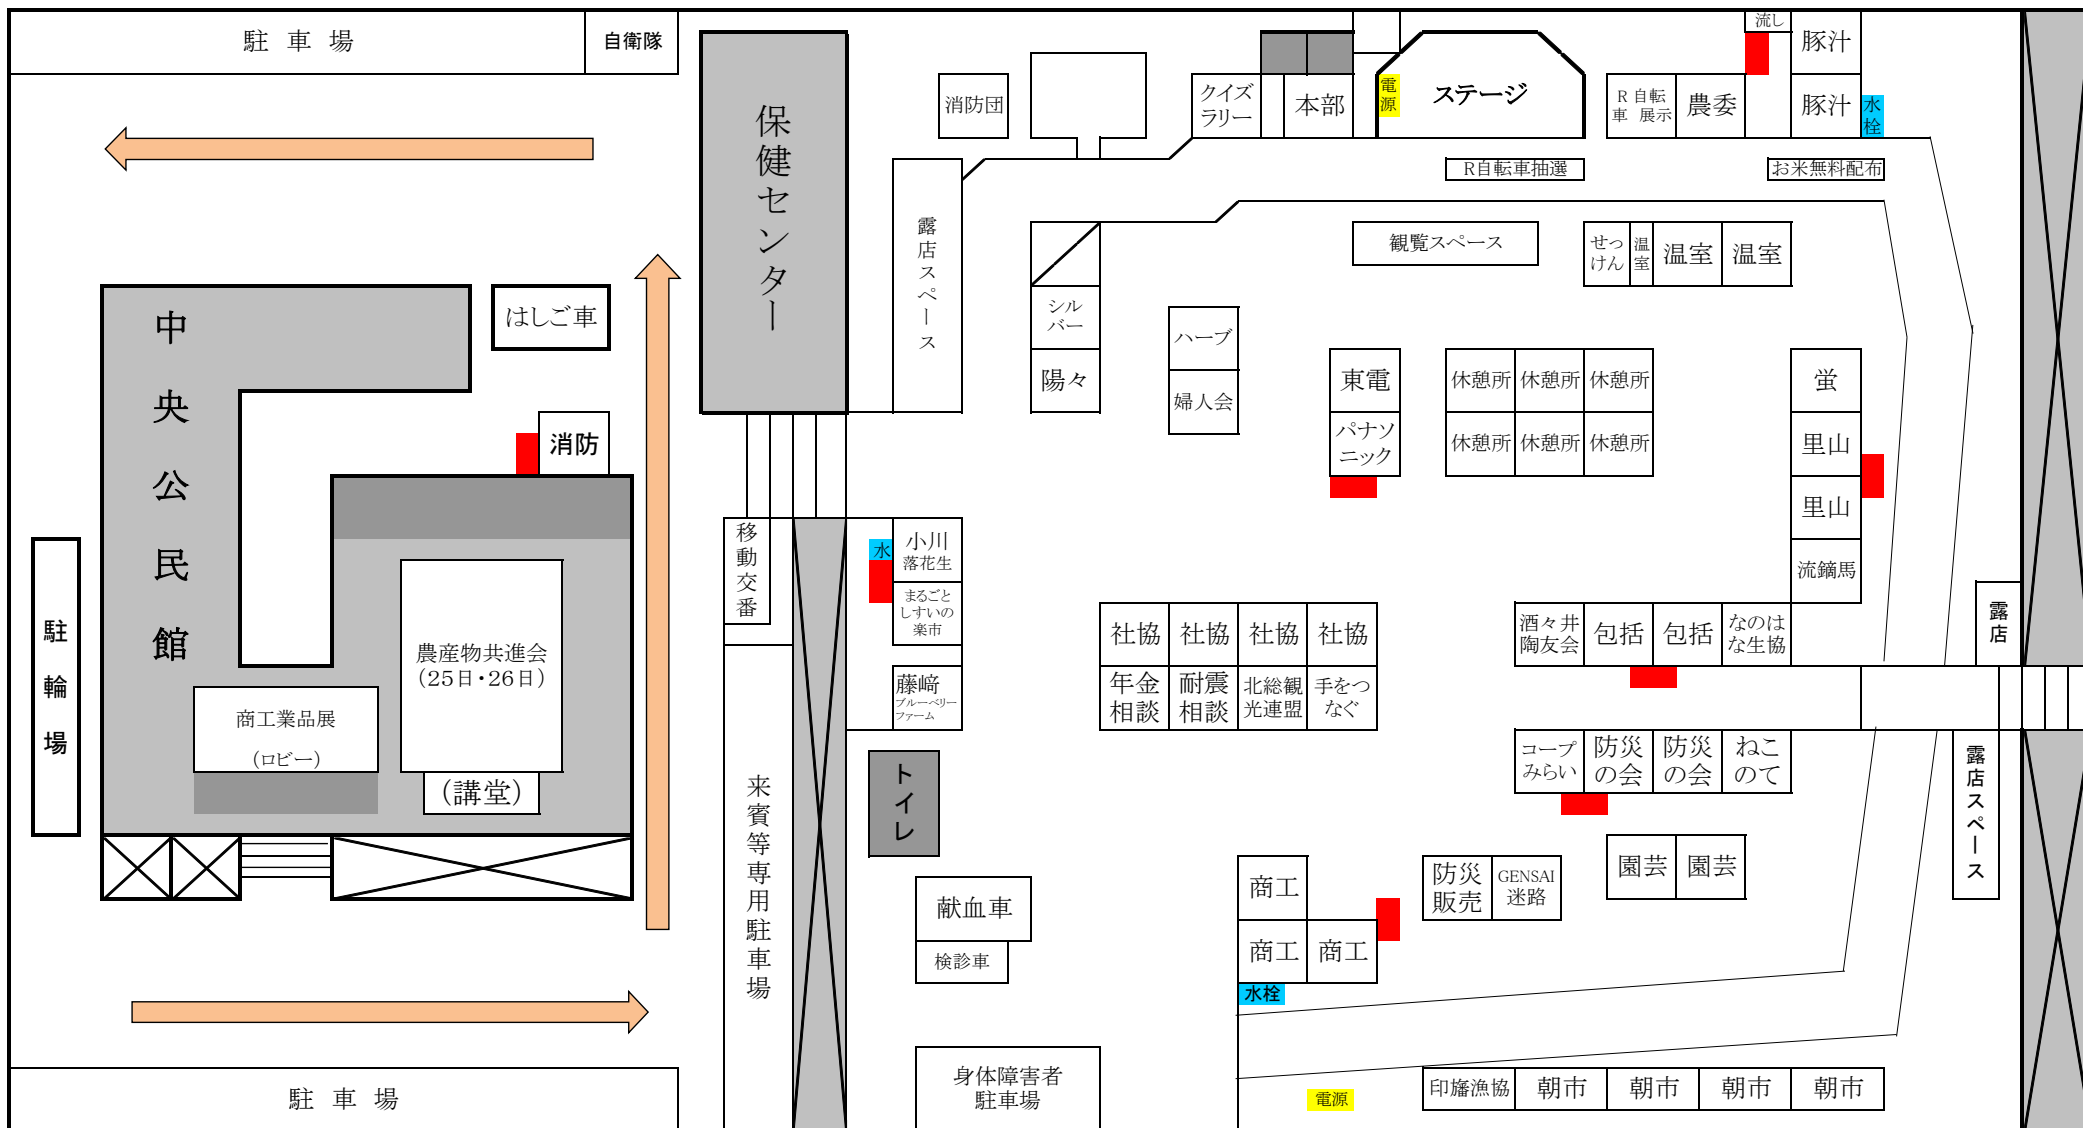 駐車場
自衛隊
保健センター
消防団
クイズ
ラリー
本部
電源
ステージ
R 自転
車 展示
農委
流し
豚汁
豚汁
水栓
R自転車抽選
お米無料配布
露店スペース
観覧スペース
せっ
けん
温室
温室
温室
中央公民館
はしご車
シル
バー
陽々
ハーブ
婦人会
東電
パナソ
ニック
休憩所
休憩所
休憩所
休憩所
休憩所
休憩所
蛍
里山
里山
流鏑馬
消防
移動交番
水
小川
落花生
まるごと
しすいの
楽市
藤﨑
ブルーベリー
ファーム
駐輪場
農産物共進会
(25日・26日)
商工業品展
(ロビー)
(講堂)
社協
社協
社協
社協
年金
相談
耐震
相談
北総観
光連盟
手をつ
なぐ
酒々井
陶友会
包括
包括
なのは
な生協
露店
コープ
みらい
防災
の会
防災
の会
ねこ
のて
露店スペース
トイレ
来賓等専用駐車場
献血車
検診車
商工
商工
商工
水栓
防災
販売
GENSAI
迷路
園芸
園芸
駐車場
身体障害者
駐車場
電源
印旛漁協
朝市
朝市
朝市
朝市